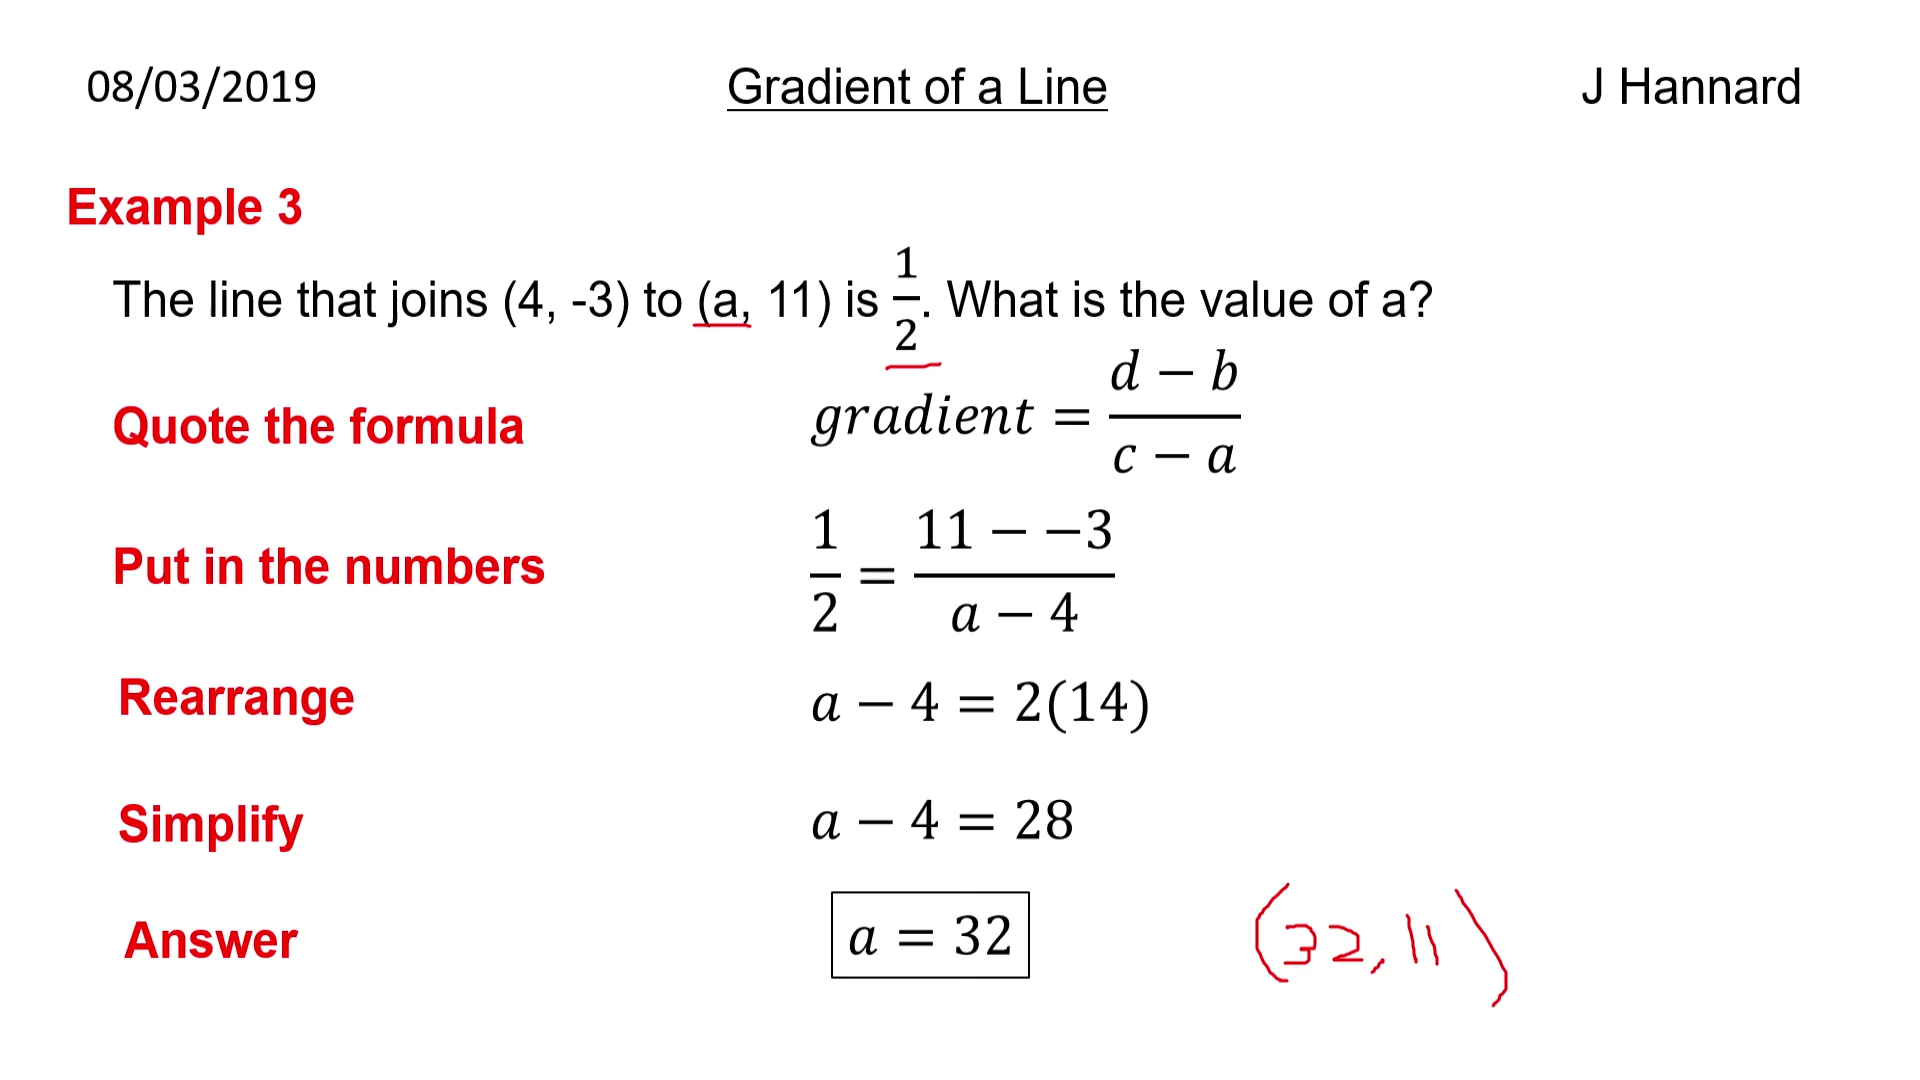 08/03/2019 Gradient of a Line J Hannard
Example 3
The line that joins (4, -3) to (a, 11) is 1/2. What is the value of a?
Quote the formula gradient = (d − b)/(c − a)
Put in the numbers 1/2 = (11 − −3)/(a − 4)
Rearrange a − 4 = 2(14)
Simplify a − 4 = 28
Answer a = 32 (32, 11)